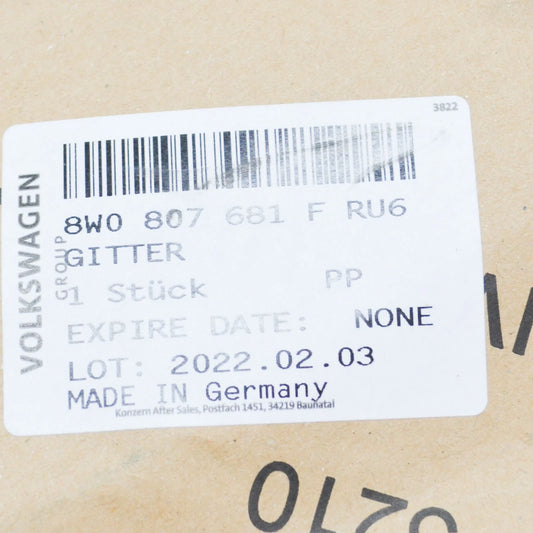 3822
VOLKSWAGEN
GROUP
8W0 807 681 F RU6
GITTER
1 Stück PP
EXPIRE DATE: NONE
LOT: 2022.02.03
MADE IN Germany
Konzern After Sales, Postfach 1451, 34219 Baunatal